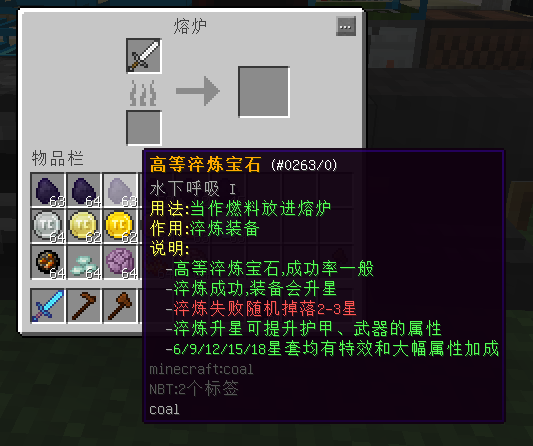 熔炉
...
物品栏
63
64
63
64
62
62
64
64
64
高等淬炼宝石 (#0263/0)
水下呼吸 I
用法:当作燃料放进熔炉
作用:淬炼装备
说明:
-高等淬炼宝石,成功率一般
-淬炼成功,装备会升星
-淬炼失败随机掉落2-3星
-淬炼升星可提升护甲、武器的属性
-6/9/12/15/18星套均有特效和大幅属性加成
minecraft:coal
NBT:2个标签
coal